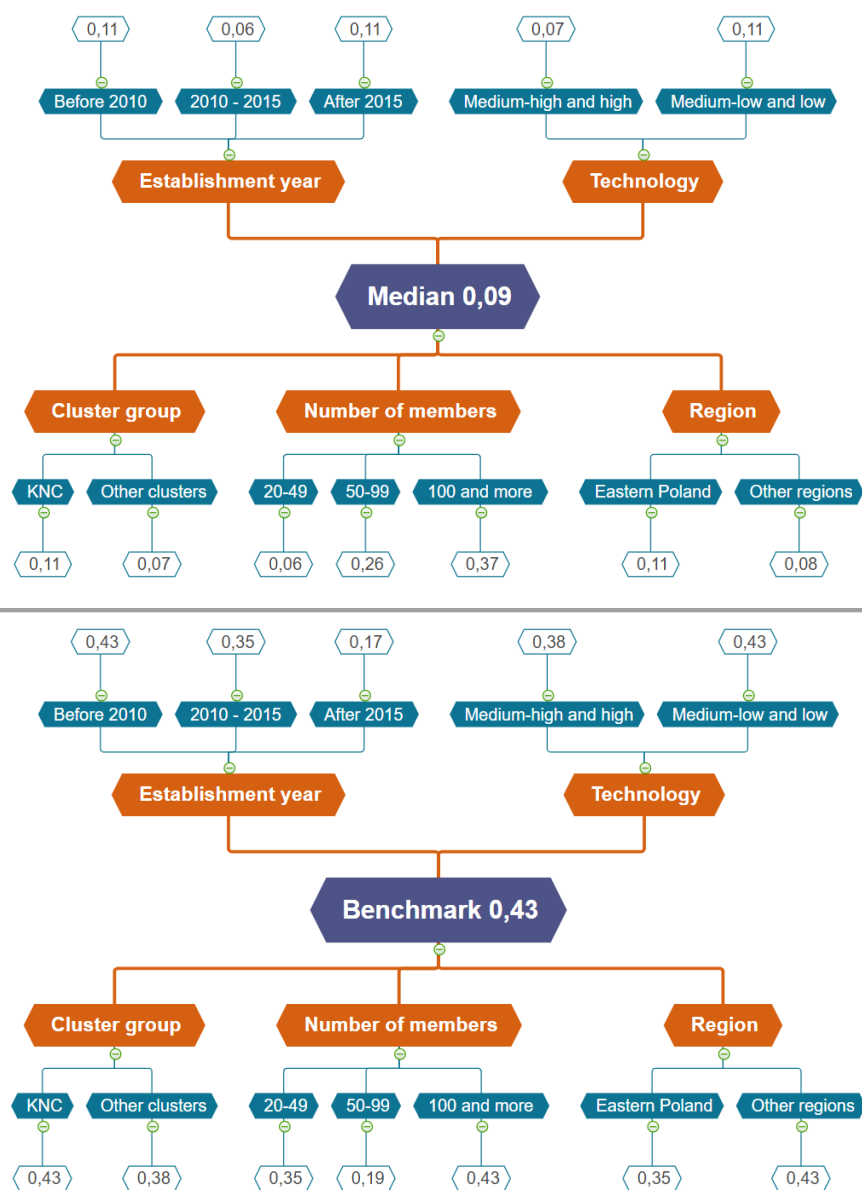 0,11
0,06
0,11
0,07
0,11
Before 2010
2010 - 2015
After 2015
Medium-high and high
Medium-low and low
Establishment year
Technology
Median 0,09
Cluster group
Number of members
Region
KNC
Other clusters
20-49
50-99
100 and more
Eastern Poland
Other regions
0,11
0,07
0,06
0,26
0,37
0,11
0,08
0,43
0,35
0,17
0,38
0,43
Before 2010
2010 - 2015
After 2015
Medium-high and high
Medium-low and low
Establishment year
Technology
Benchmark 0,43
Cluster group
Number of members
Region
KNC
Other clusters
20-49
50-99
100 and more
Eastern Poland
Other regions
0,43
0,38
0,35
0,19
0,43
0,35
0,43